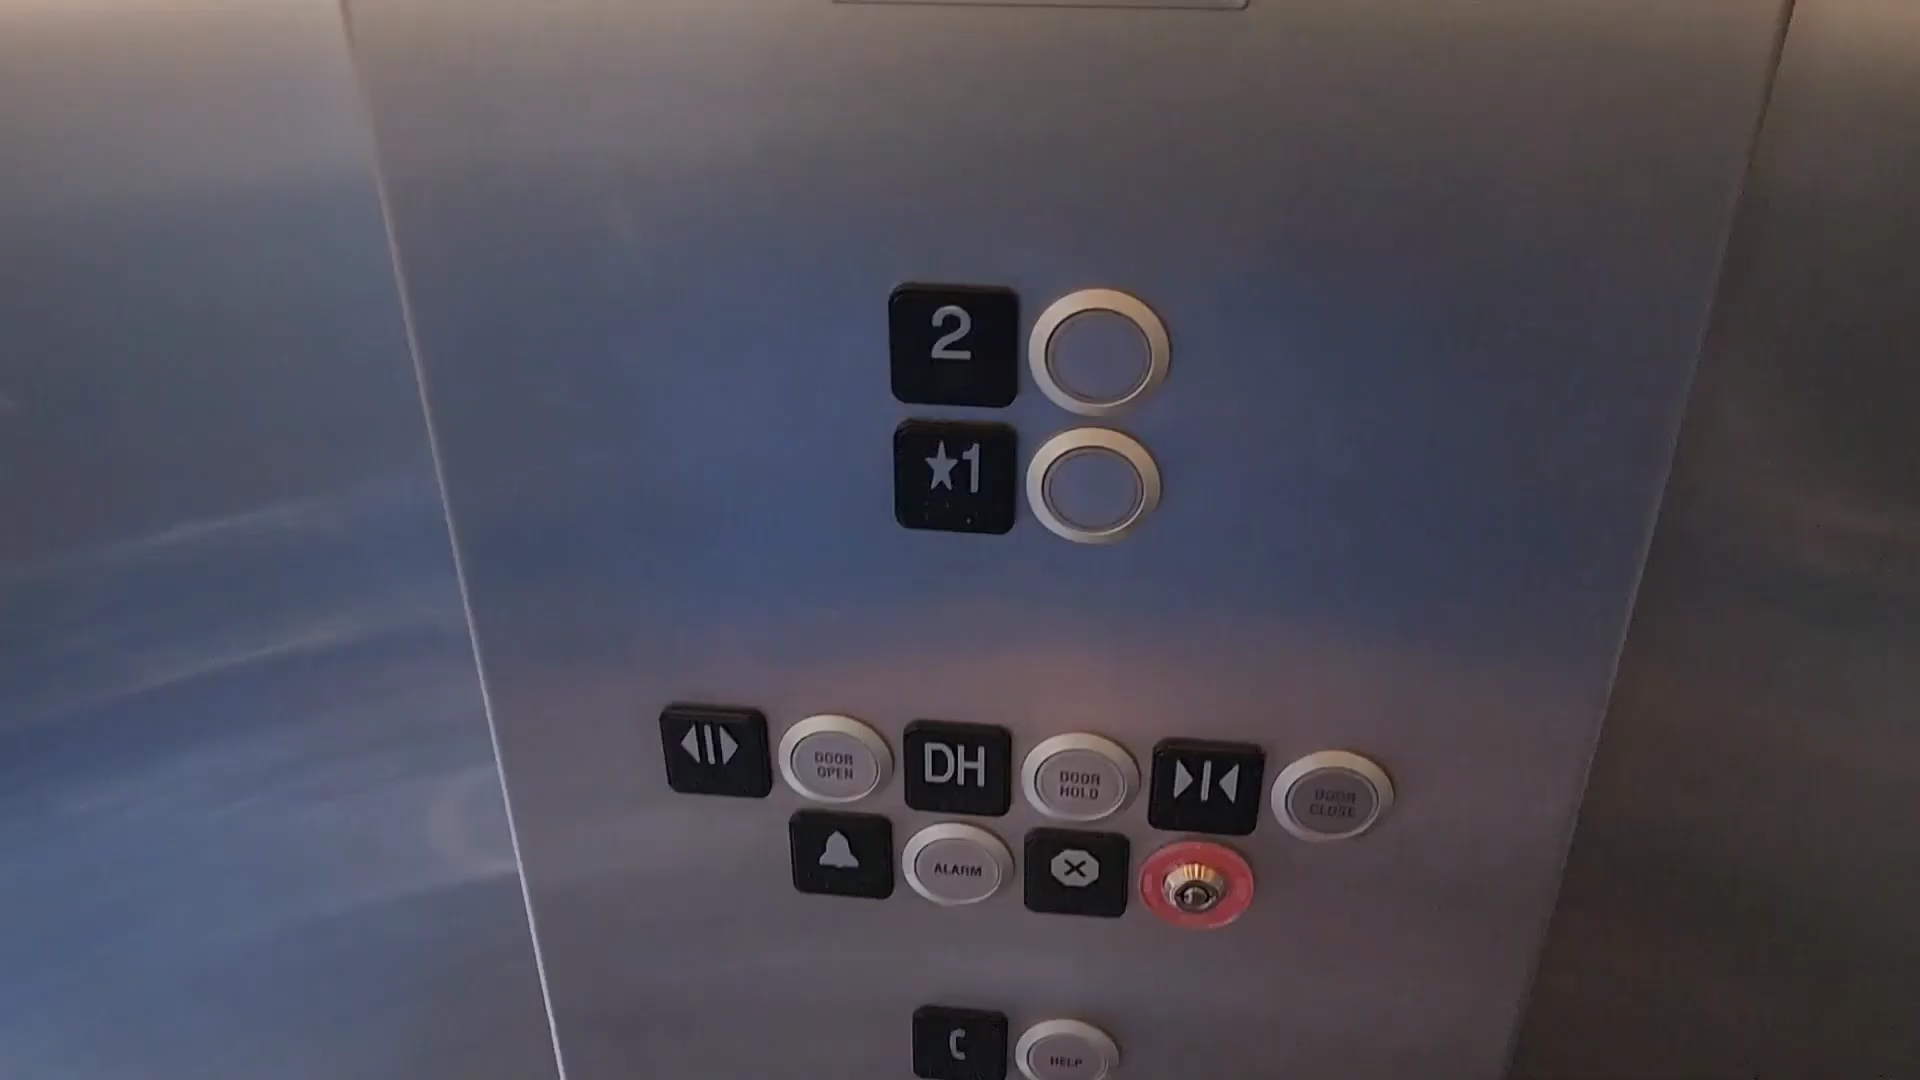 2
★1
DOOR OPEN
DH
DOOR HOLD
DOOR CLOSE
ALARM
HELP